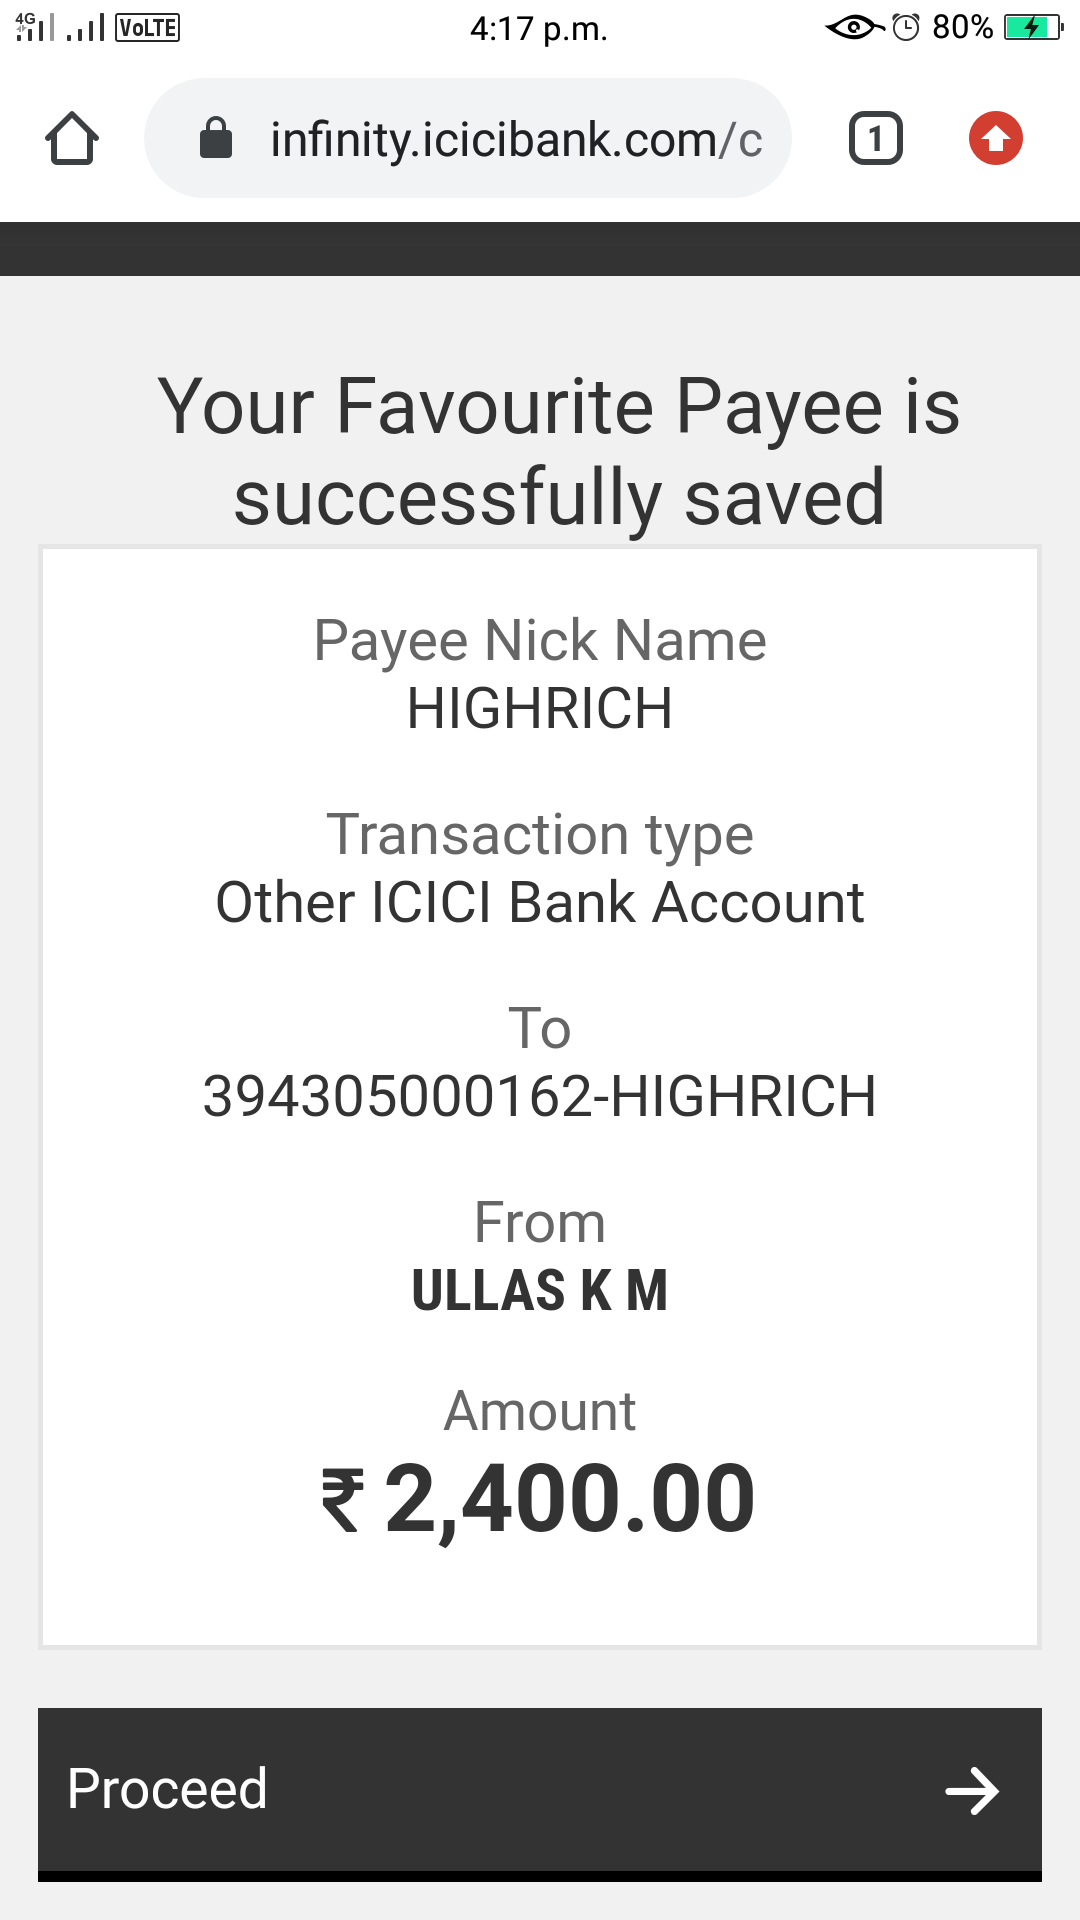 4G VoLTE 4:17 p.m. 80%
infinity.icicibank.com/c 1
Your Favourite Payee is
successfully saved
Payee Nick Name
HIGHRICH
Transaction type
Other ICICI Bank Account
To
394305000162-HIGHRICH
From
ULLAS K M
Amount
₹ 2,400.00
Proceed